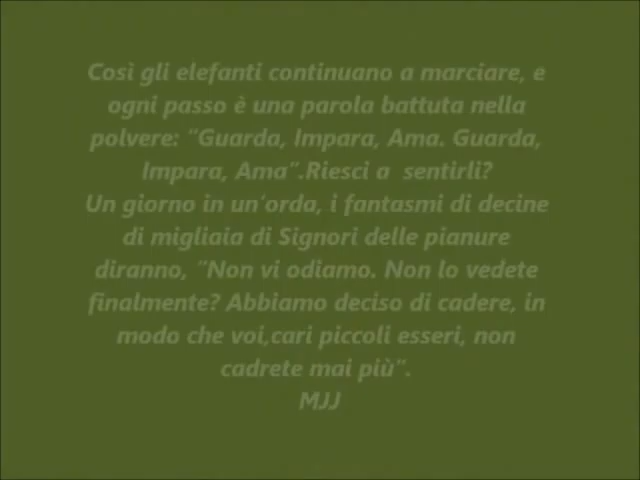 Così gli elefanti continuano a marciare, e
ogni passo è una parola battuta nella
polvere: "Guarda, Impara, Ama. Guarda,
Impara, Ama".Riesci a  sentirli?
Un giorno in un'orda, i fantasmi di decine
di migliaia di Signori delle pianure
diranno, "Non vi odiamo. Non lo vedete
finalmente? Abbiamo deciso di cadere, in
modo che voi,cari piccoli esseri, non
cadrete mai più".
MJJ